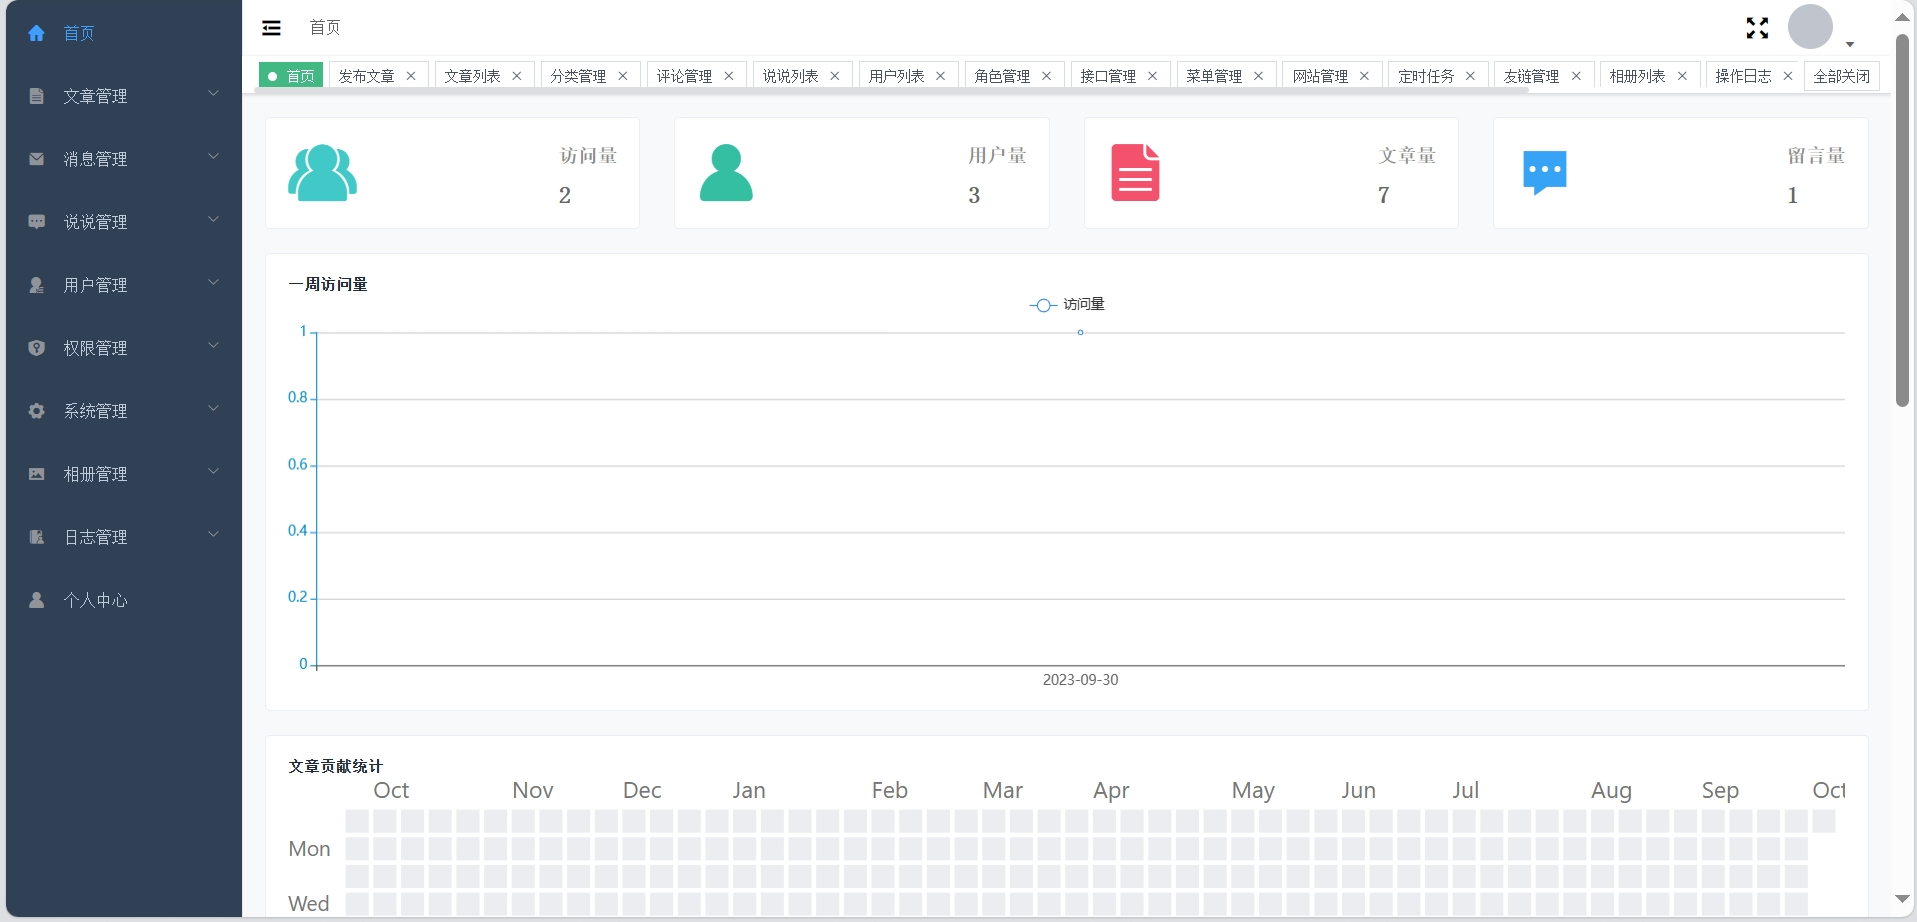 首页
文章管理
消息管理
说说管理
用户管理
权限管理
系统管理
相册管理
日志管理
个人中心
首页
首页 发布文章 文章列表 分类管理 评论管理 说说列表 用户列表 角色管理 接口管理 菜单管理 网站管理 定时任务 友链管理 相册列表 操作日志 全部关闭
访问量
2
用户量
3
文章量
7
留言量
1
一周访问量
访问量
1
0.8
0.6
0.4
0.2
0
2023-09-30
文章贡献统计
Oct Nov Dec Jan Feb Mar Apr May Jun Jul Aug Sep Oct
Mon
Wed